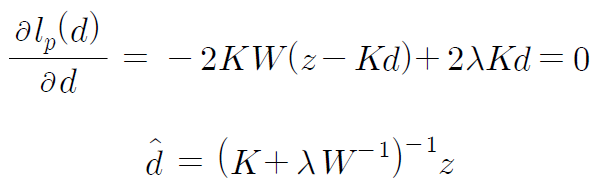 ∂l_p(d)/∂d = −2KW(z−Kd)+2λKd=0
d̂ = (K+λW^{−1})^{−1}z